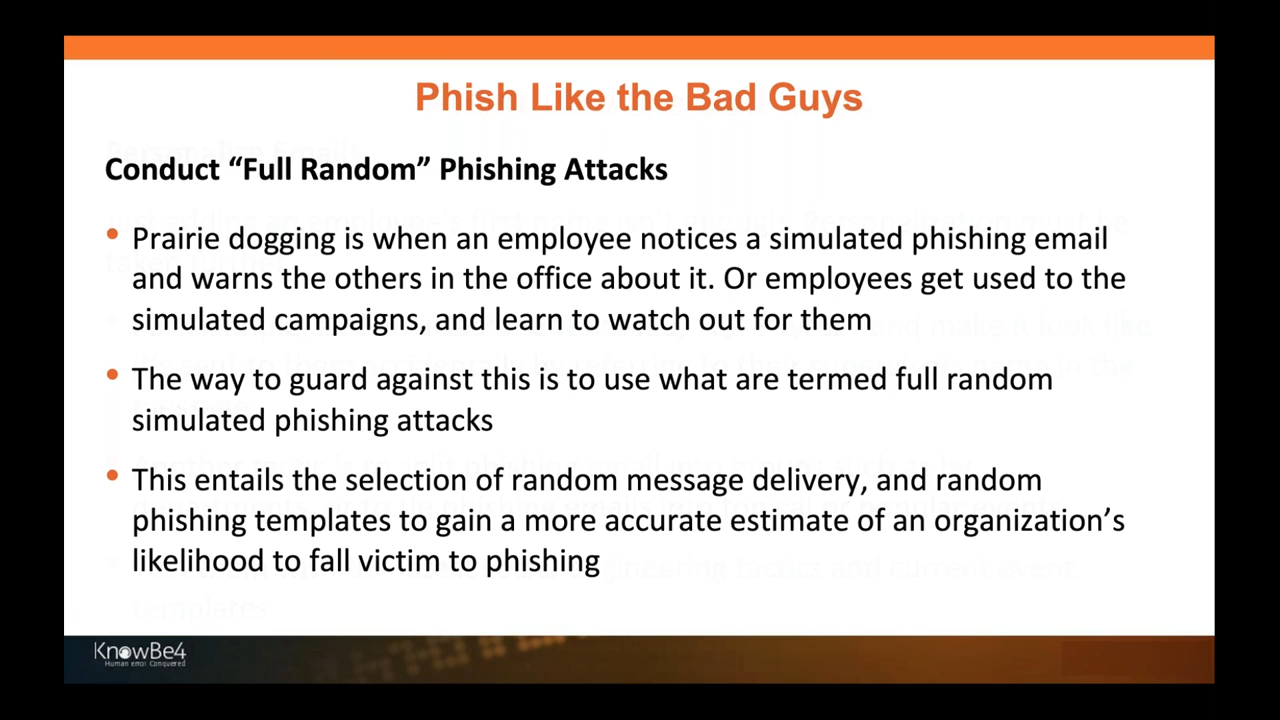 Phish Like the Bad Guys
Conduct “Full Random” Phishing Attacks
• Prairie dogging is when an employee notices a simulated phishing email
and warns the others in the office about it. Or employees get used to the
simulated campaigns, and learn to watch out for them
• The way to guard against this is to use what are termed full random
simulated phishing attacks
• This entails the selection of random message delivery, and random
phishing templates to gain a more accurate estimate of an organization’s
likelihood to fall victim to phishing
templates
KnowBe4
Human error Conquered